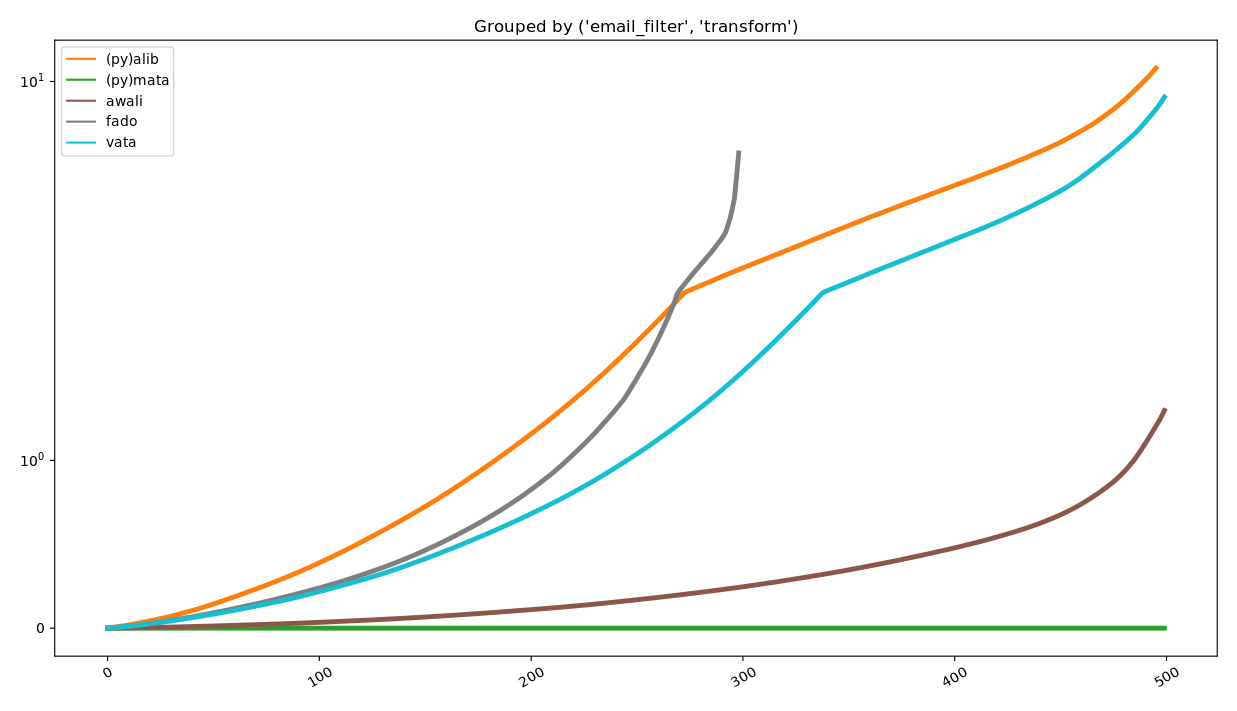 Grouped by ('email_filter', 'transform')
(py)alib
(py)mata
awali
fado
vata
10¹
10⁰
0
0
100
200
300
400
500